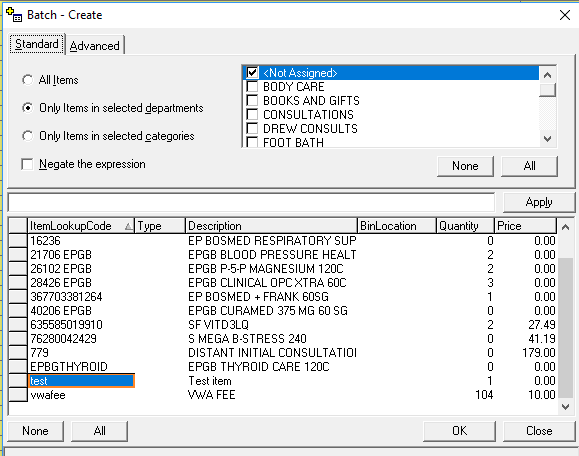 Batch - Create
Standard Advanced
All Items
Only Items in selected departments
Only Items in selected categories
Negate the expression
<Not Assigned>
BODY CARE
BOOKS AND GIFTS
CONSULTATIONS
DREW CONSULTS
FOOT BATH
None All
Apply
ItemLookupCode Type Description BinLocation Quantity Price
16236 EP BOSMED RESPIRATORY SUP 0 0.00
21706 EPGB EPGB BLOOD PRESSURE HEALT 2 0.00
26102 EPGB EPGB P-5-P MAGNESIUM 120C 2 0.00
28426 EPGB EPGB CLINICAL OPC XTRA 60C 3 0.00
367703381264 EP BOSMED + FRANK 60SG 1 0.00
40206 EPGB EPGB CURAMED 375 MG 60 SG 0 0.00
635585019910 SF VITD3LQ 2 27.49
76280042429 S MEGA B-STRESS 240 0 41.19
779 DISTANT INITIAL CONSULTATIOI 0 179.00
EPBGTHYROID EPGB THYROID CARE 120C 0 0.00
test Test item 1 0.00
vwafee VWA FEE 104 10.00
None All OK Close